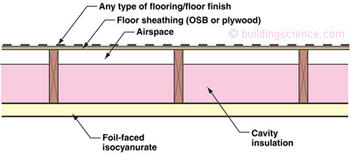 Any type of flooring/floor finish
Floor sheathing (OSB or plywood)
Airspace
© buildingscience.com
Foil-faced
isocyanurate
Cavity
insulation